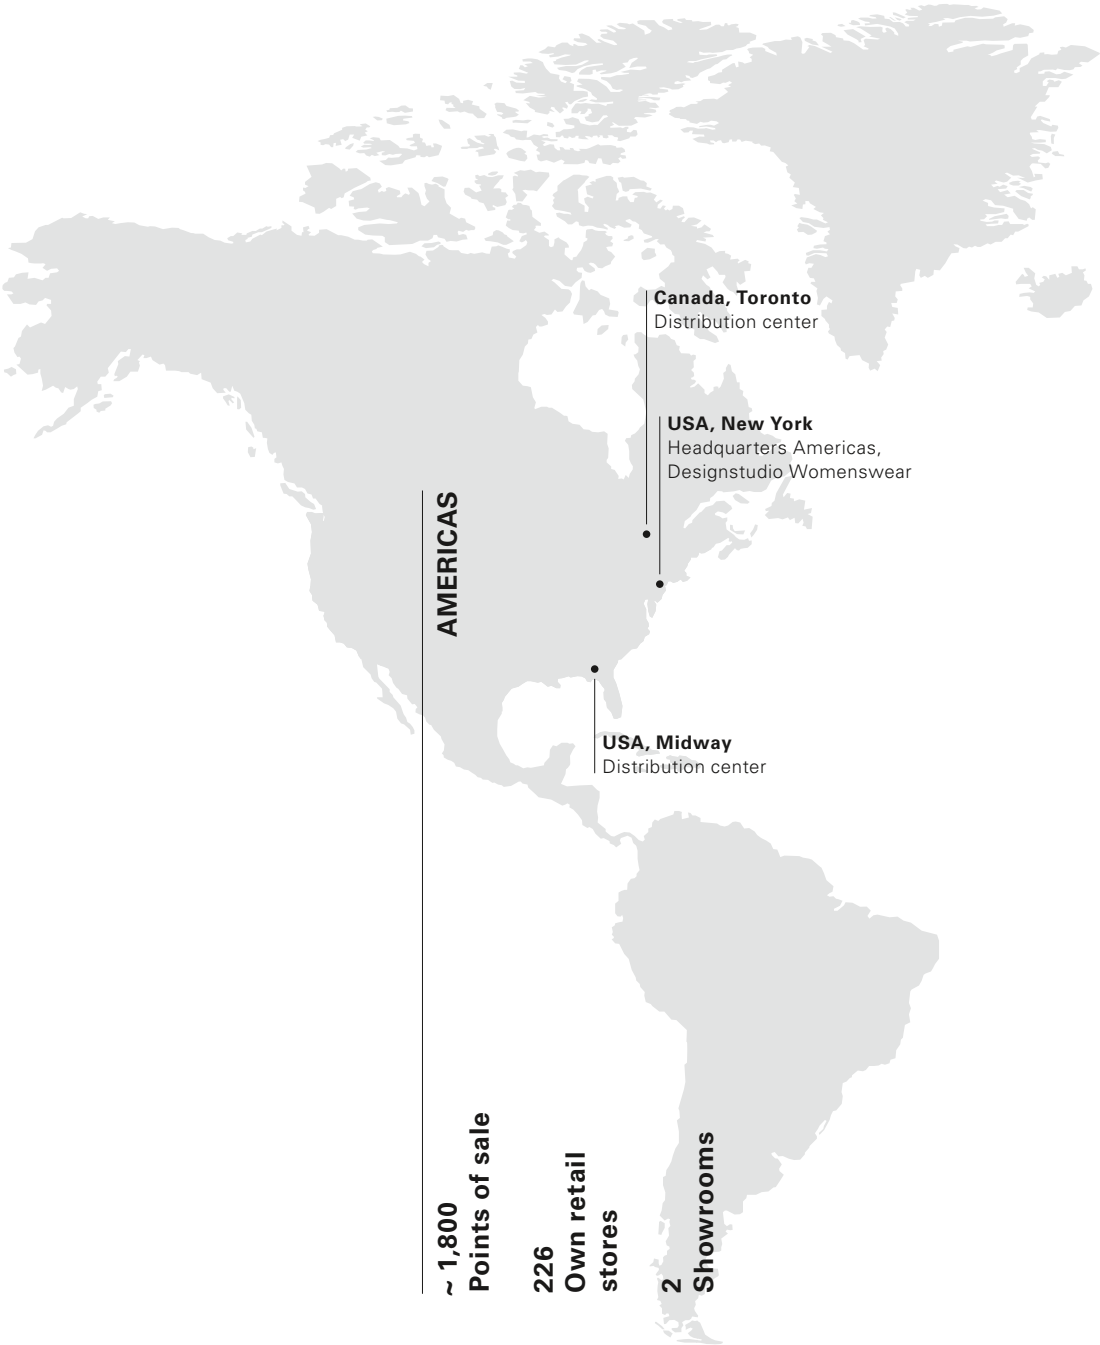 Canada, Toronto
Distribution center
USA, New York
Headquarters Americas,
Designstudio Womenswear
AMERICAS
USA, Midway
Distribution center
~ 1,800
Points of sale
226
Own retail
stores
2
Showrooms